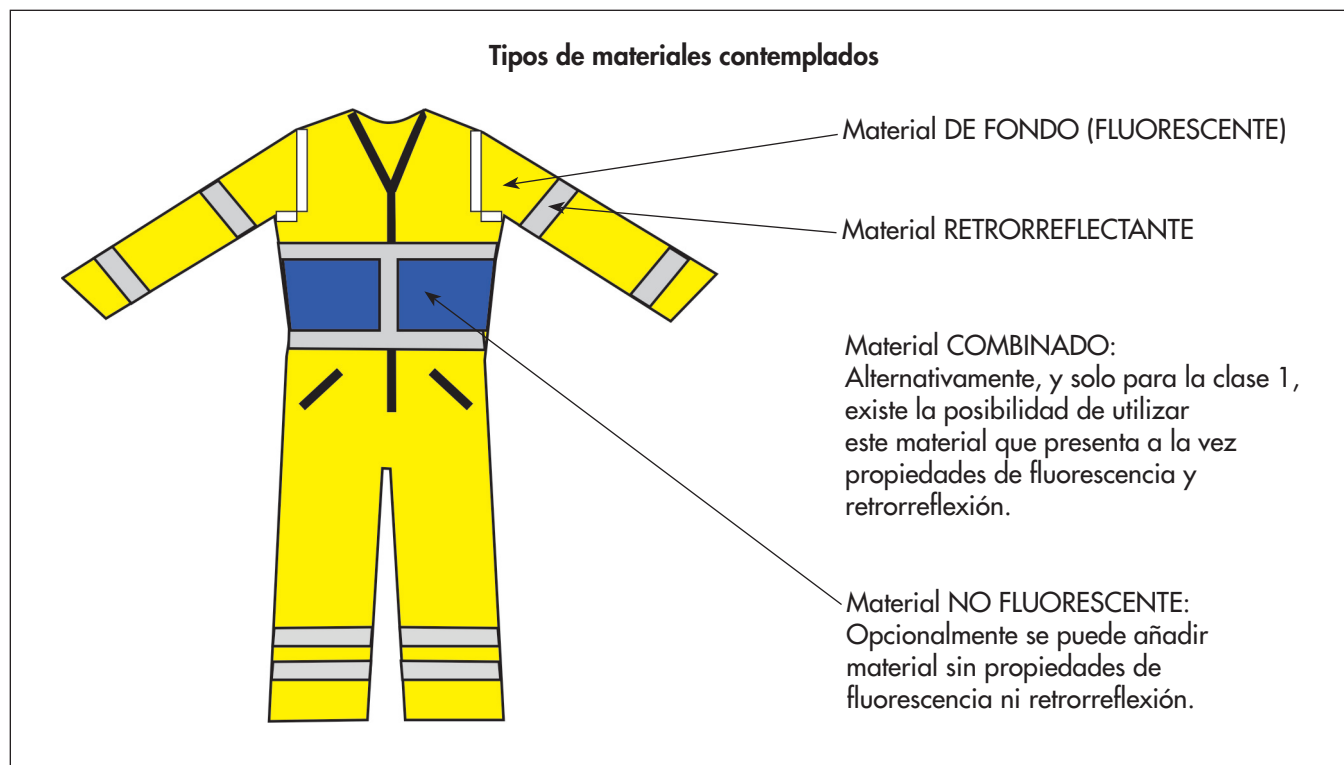 Tipos de materiales contemplados
Material DE FONDO (FLUORESCENTE)
Material RETRORREFLECTANTE
Material COMBINADO:
Alternativamente, y solo para la clase 1,
existe la posibilidad de utilizar
este material que presenta a la vez
propiedades de fluorescencia y
retrorreflexión.
Material NO FLUORESCENTE:
Opcionalmente se puede añadir
material sin propiedades de
fluorescencia ni retrorreflexión.